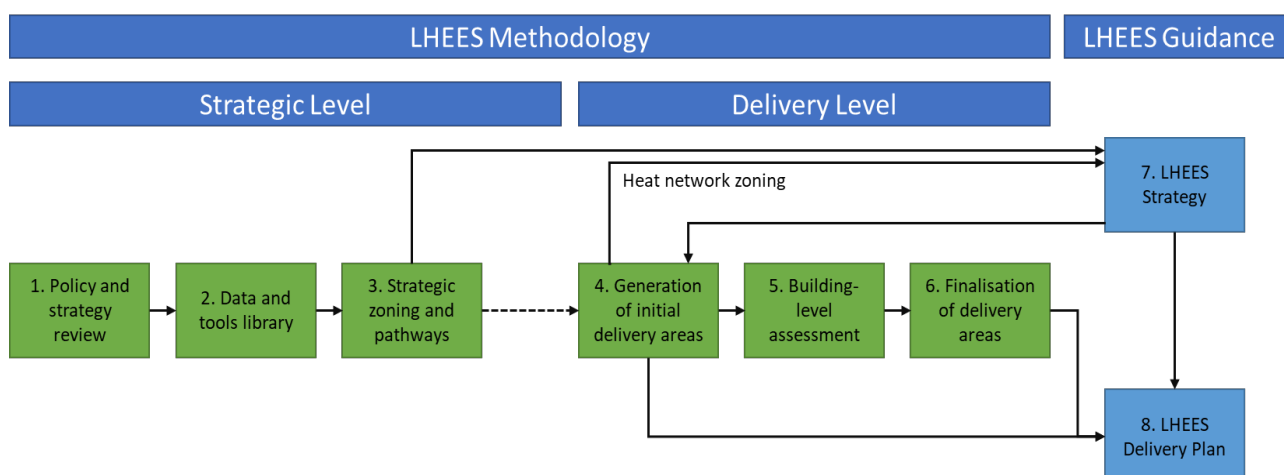 LHEES Methodology
LHEES Guidance
Strategic Level
Delivery Level
Heat network zoning
7. LHEES
Strategy
1. Policy and
strategy
review
2. Data and
tools library
3. Strategic
zoning and
pathways
4. Generation
of initial
delivery areas
5. Building-
level
assessment
6. Finalisation
of delivery
areas
8. LHEES
Delivery Plan